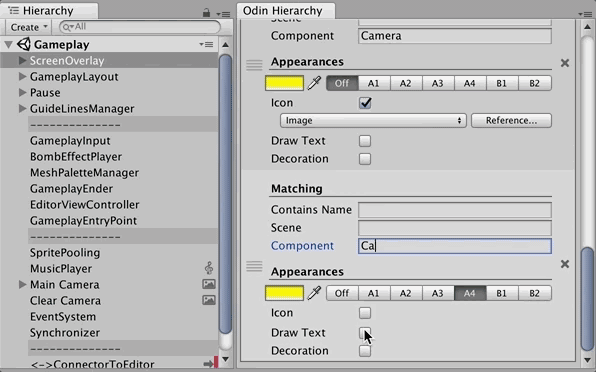 Hierarchy
Create
All
Gameplay
ScreenOverlay
GameplayLayout
Pause
GuideLinesManager
--------------
GameplayInput
BombEffectPlayer
MeshPaletteManager
GameplayEnder
EditorViewController
GameplayEntryPoint
--------------
SpritePooling
MusicPlayer
Main Camera
Clear Camera
EventSystem
Synchronizer
--------------
<->ConnectorToEditor
Odin Hierarchy
Scene
Component Camera
Appearances
Off A1 A2 A3 A4 B1 B2
Icon
Image Reference...
Draw Text
Decoration
Matching
Contains Name
Scene
Component Ca
Appearances
Off A1 A2 A3 A4 B1 B2
Icon
Draw Text
Decoration